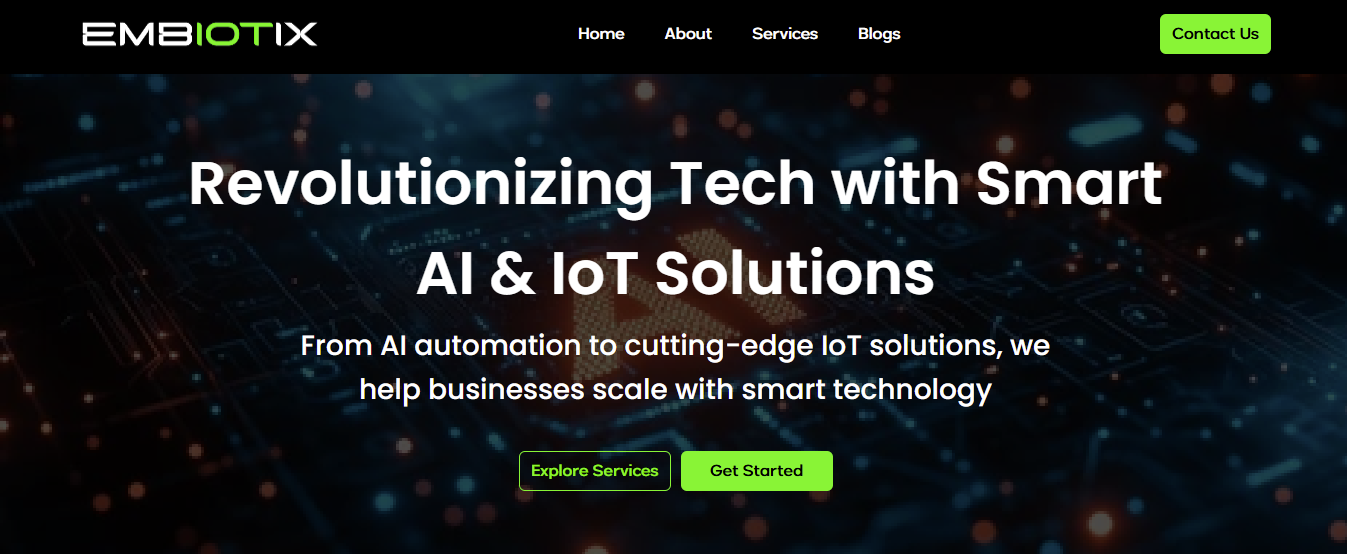 EMBIOTIX
Home About Services Blogs
Contact Us
Revolutionizing Tech with Smart
AI & IoT Solutions
From AI automation to cutting-edge IoT solutions, we
help businesses scale with smart technology
Explore Services
Get Started
AI